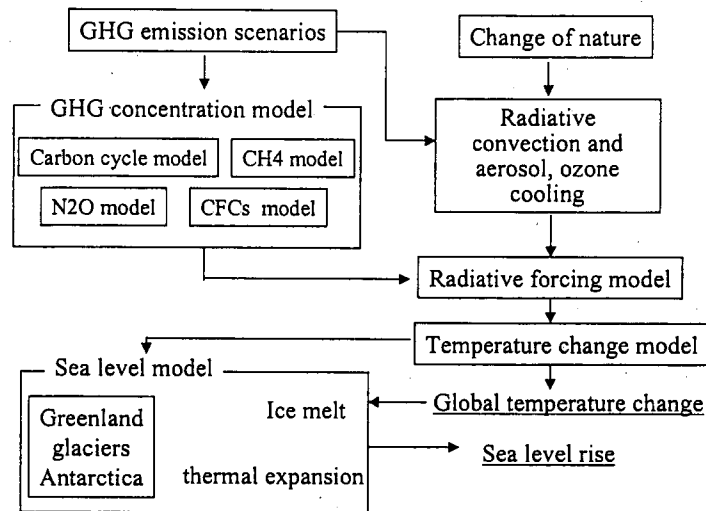 GHG emission scenarios
Change of nature
GHG concentration model
Carbon cycle model
CH4 model
N2O model
CFCs model
Radiative
convection and
aerosol, ozone
cooling
Radiative forcing model
Temperature change model
Sea level model
Greenland
glaciers
Antarctica
Ice melt
thermal expansion
Global temperature change
Sea level rise